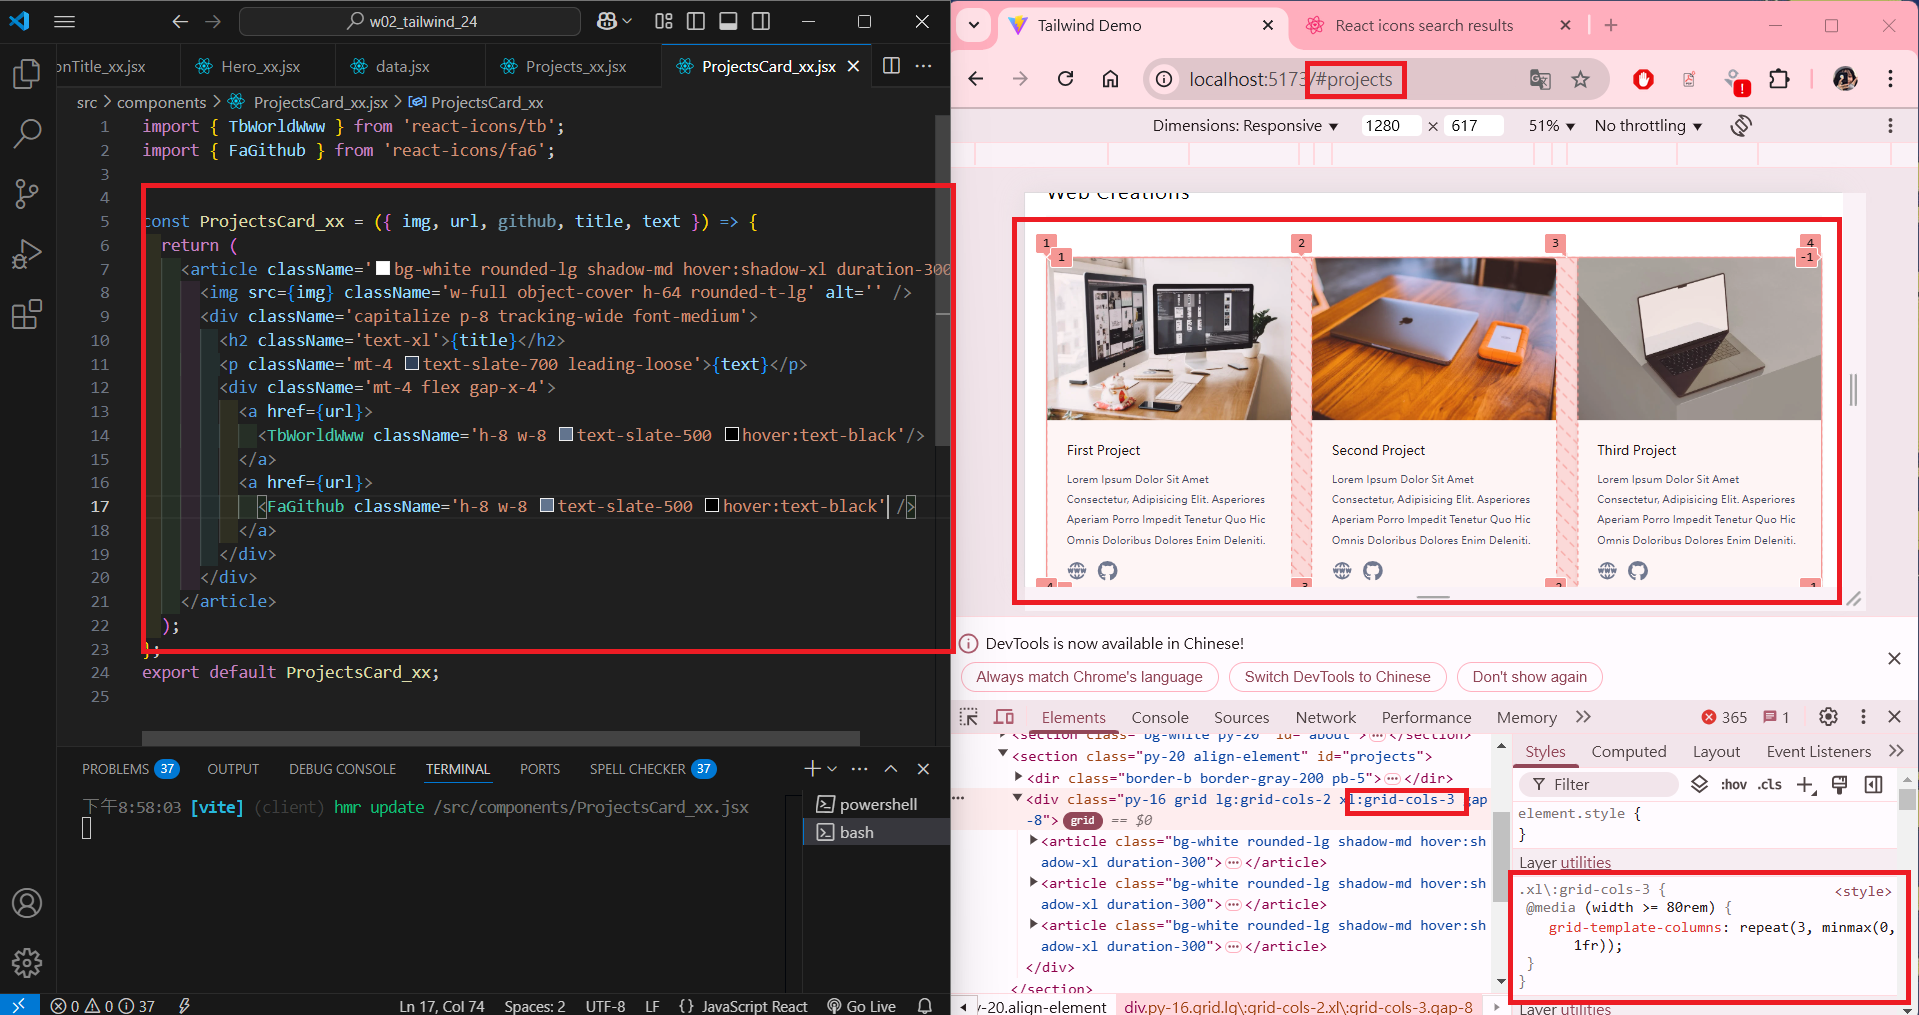 w02_tailwind_24
onTitle_xx.jsx
Hero_xx.jsx
data.jsx
Projects_xx.jsx
ProjectsCard_xx.jsx
src > components > ProjectsCard_xx.jsx > ProjectsCard_xx
1 import { TbWorldWww } from 'react-icons/tb';
2 import { FaGithub } from 'react-icons/fa6';
3
4
5 const ProjectsCard_xx = ({ img, url, github, title, text }) => {
6 return (
7 <article className='bg-white rounded-lg shadow-md hover:shadow-xl duration-300
8 <img src={img} className='w-full object-cover h-64 rounded-t-lg' alt='' />
9 <div className='capitalize p-8 tracking-wide font-medium'>
10 <h2 className='text-xl'>{title}</h2>
11 <p className='mt-4 text-slate-700 leading-loose'>{text}</p>
12 <div className='mt-4 flex gap-x-4'>
13 <a href={url}>
14 <TbWorldWww className='h-8 w-8 text-slate-500 hover:text-black'/>
15 </a>
16 <a href={url}>
17 <FaGithub className='h-8 w-8 text-slate-500 hover:text-black' />
18 </a>
19 </div>
20 </div>
21 </article>
22 );
23 };
24 export default ProjectsCard_xx;
25
PROBLEMS 37 OUTPUT DEBUG CONSOLE TERMINAL PORTS SPELL CHECKER 37
下午8:58:03 [vite] (client) hmr update /src/components/ProjectsCard_xx.jsx
powershell
bash
0 0 37
Ln 17, Col 74 Spaces: 2 UTF-8 LF {} JavaScript React Go Live
Tailwind Demo
React icons search results
localhost:5173/#projects
Dimensions: Responsive 1280 × 617 51% No throttling
Web Creations
1 2 3 4
1 -1
First Project
Lorem Ipsum Dolor Sit Amet
Consectetur, Adipisicing Elit. Asperiores
Aperiam Porro Impedit Tenetur Quo Hic
Omnis Doloribus Dolores Enim Deleniti.
Second Project
Lorem Ipsum Dolor Sit Amet
Consectetur, Adipisicing Elit. Asperiores
Aperiam Porro Impedit Tenetur Quo Hic
Omnis Doloribus Dolores Enim Deleniti.
Third Project
Lorem Ipsum Dolor Sit Amet
Consectetur, Adipisicing Elit. Asperiores
Aperiam Porro Impedit Tenetur Quo Hic
Omnis Doloribus Dolores Enim Deleniti.
DevTools is now available in Chinese!
Always match Chrome's language
Switch DevTools to Chinese
Don't show again
Elements Console Sources Network Performance Memory 365 1
<section class="bg-white py-20" id="about">…</section>
<section class="py-20 align-element" id="projects">
<dir class="border-b border-gray-200 pb-5">…</dir>
<div class="py-16 grid lg:grid-cols-2 xl:grid-cols-3 gap
-8"> grid == $0
<article class="bg-white rounded-lg shadow-md hover:sh
adow-xl duration-300">…</article>
<article class="bg-white rounded-lg shadow-md hover:sh
adow-xl duration-300">…</article>
<article class="bg-white rounded-lg shadow-md hover:sh
adow-xl duration-300">…</article>
</div>
</section>
y-20.align-element
div.py-16.grid.lg\:grid-cols-2.xl\:grid-cols-3.gap-8
Styles Computed Layout Event Listeners
Filter
:hov .cls
element.style {
}
Layer utilities
.xl\:grid-cols-3 { <style>
@media (width >= 80rem) {
grid-template-columns: repeat(3, minmax(0,
1fr));
}
}
Layer utilities